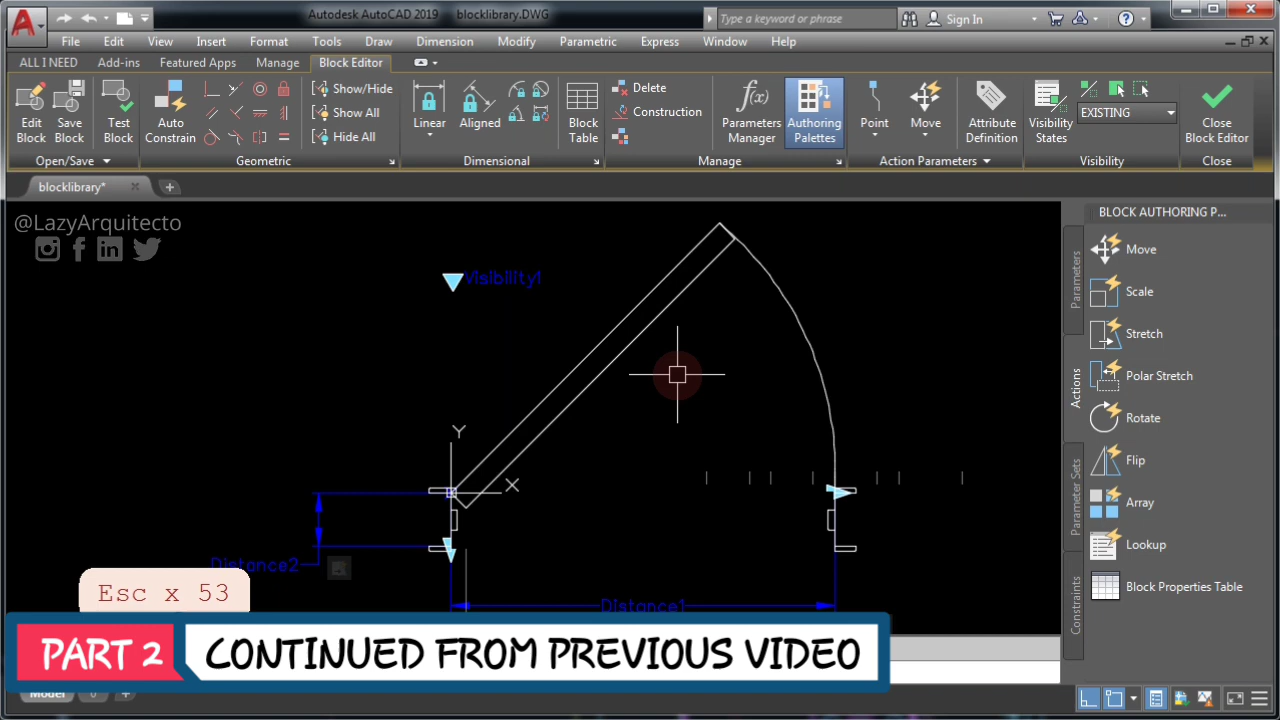 Autodesk AutoCAD 2019 blocklibrary.DWG
Type a keyword or phrase
Sign In
File Edit View Insert Format Tools Draw Dimension Modify Parametric Express Window Help
ALL I NEED Add-ins Featured Apps Manage Block Editor
Edit Block
Save Block
Test Block
Open/Save
Auto Constrain
Show/Hide
Show All
Hide All
Geometric
Linear
Aligned
Dimensional
Block Table
Delete
Construction
Parameters Manager
Authoring Palettes
Manage
Point
Move
Action Parameters
Attribute Definition
Visibility States
EXISTING
Visibility
Close Block Editor
Close
blocklibrary*
@LazyArquitecto
Visibility1
Y
X
Distance2
Distance1
Esc x 53
PART 2
CONTINUED FROM PREVIOUS VIDEO
Model
BLOCK AUTHORING P...
Parameters
Actions
Parameter Sets
Constraints
Move
Scale
Stretch
Polar Stretch
Rotate
Flip
Array
Lookup
Block Properties Table